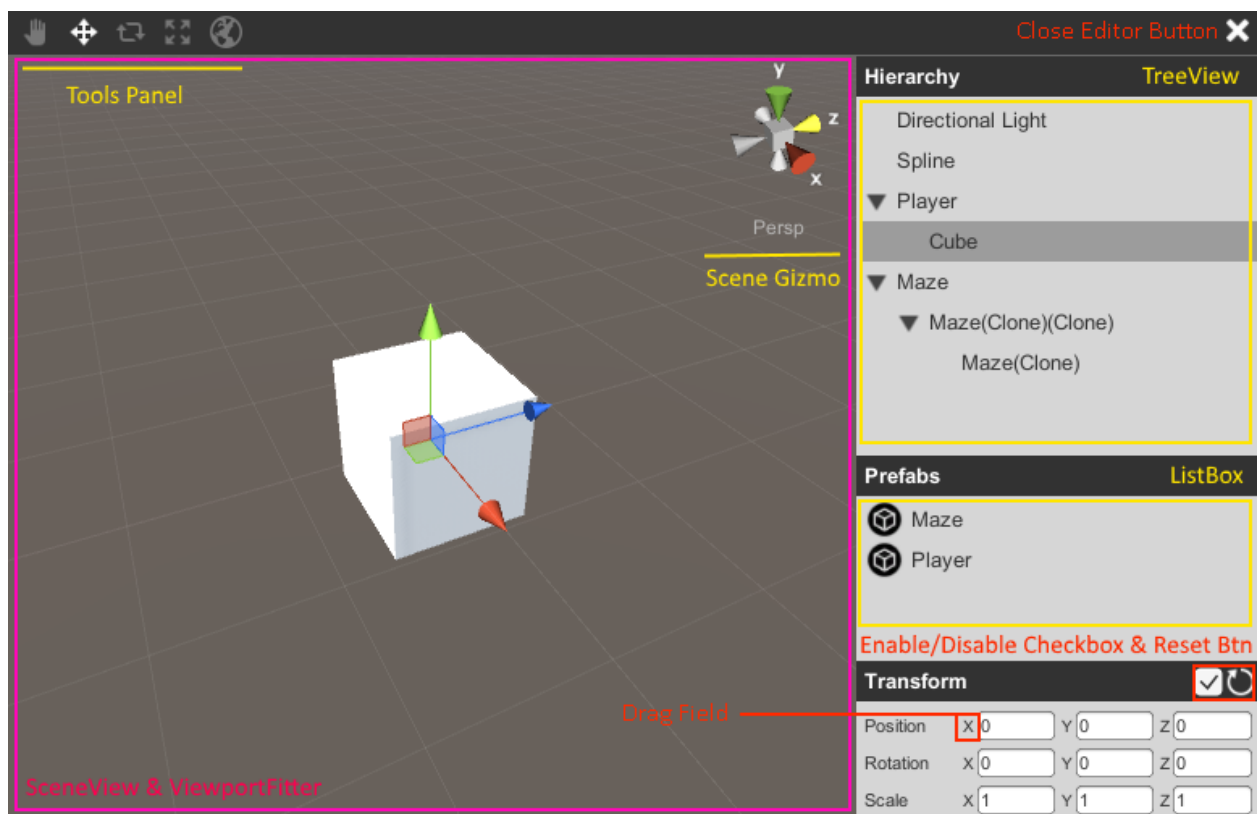 Close Editor Button
Tools Panel
y
z
x
Persp
Scene Gizmo
SceneView & ViewportFitter
Hierarchy TreeView
Directional Light
Spline
Player
Cube
Maze
Maze(Clone)(Clone)
Maze(Clone)
Prefabs ListBox
Maze
Player
Enable/Disable Checkbox & Reset Btn
Transform
Drag Field
Position X 0 Y 0 Z 0
Rotation X 0 Y 0 Z 0
Scale X 1 Y 1 Z 1